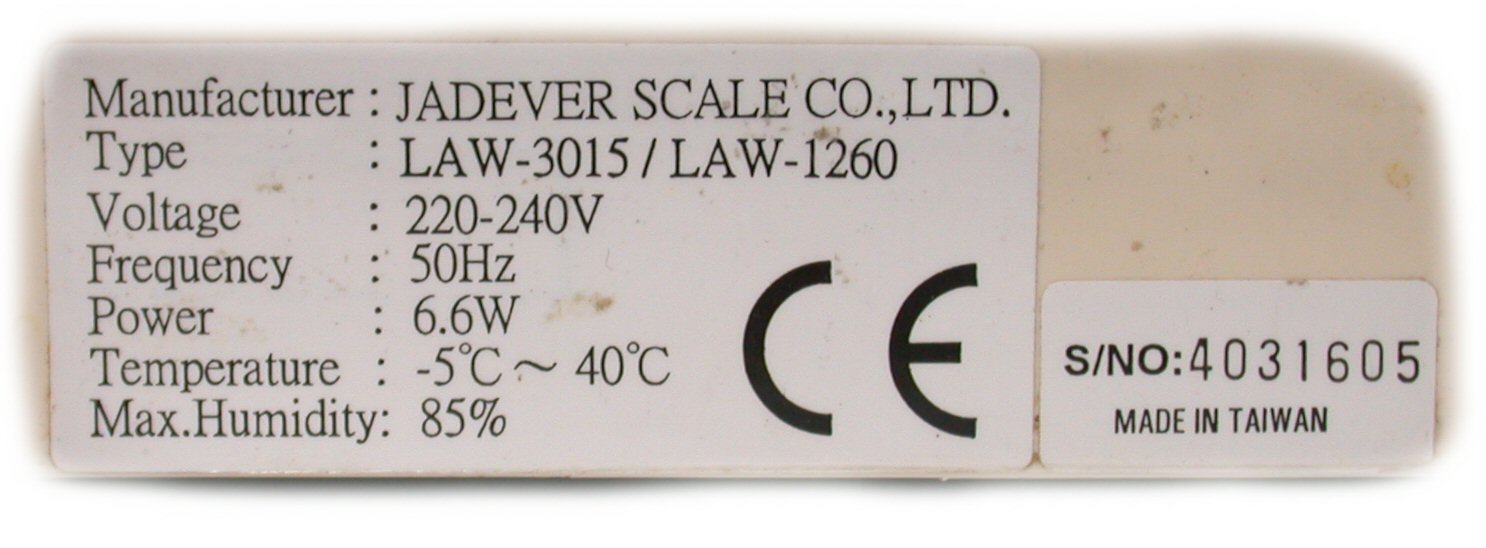 Manufacturer : JADEVER SCALE CO.,LTD.
Type : LAW-3015 / LAW-1260
Voltage : 220-240V
Frequency : 50Hz
Power : 6.6W
Temperature : -5℃ ~ 40℃
Max.Humidity: 85%
CE
S/NO:4031605
MADE IN TAIWAN